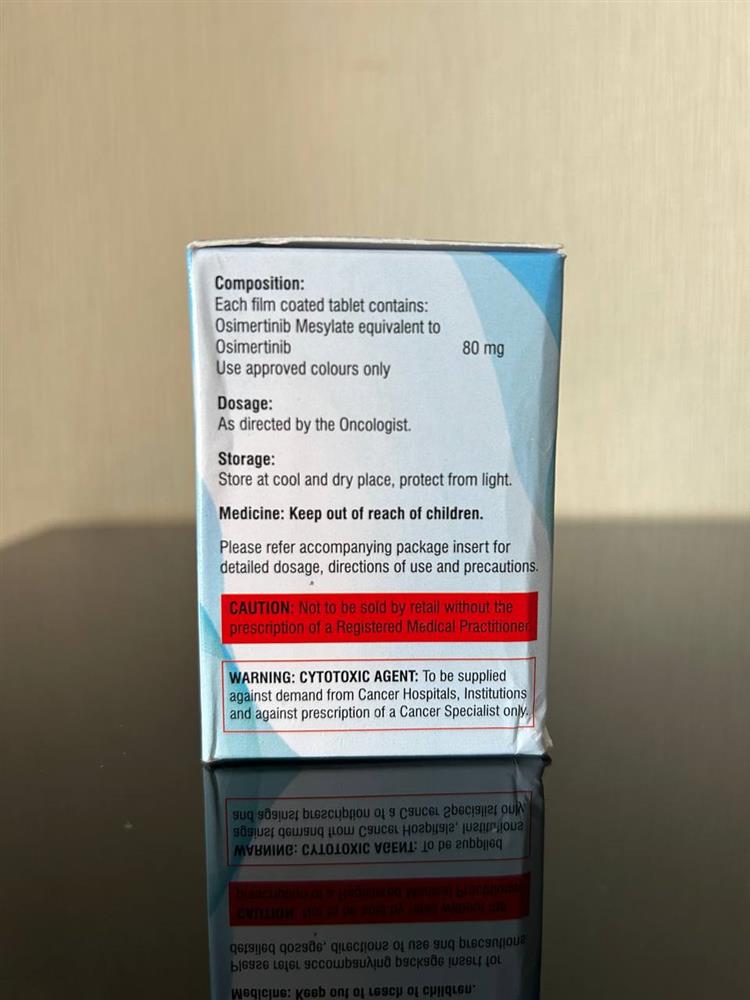 Composition:
Each film coated tablet contains:
Osimertinib Mesylate equivalent to
Osimertinib 80 mg
Use approved colours only
Dosage:
As directed by the Oncologist.
Storage:
Store at cool and dry place, protect from light.
Medicine: Keep out of reach of children.
Please refer accompanying package insert for
detailed dosage, directions of use and precautions.
CAUTION: Not to be sold by retail without the
prescription of a Registered Medical Practitioner.
WARNING: CYTOTOXIC AGENT: To be supplied
against demand from Cancer Hospitals, Institutions
and against prescription of a Cancer Specialist only.